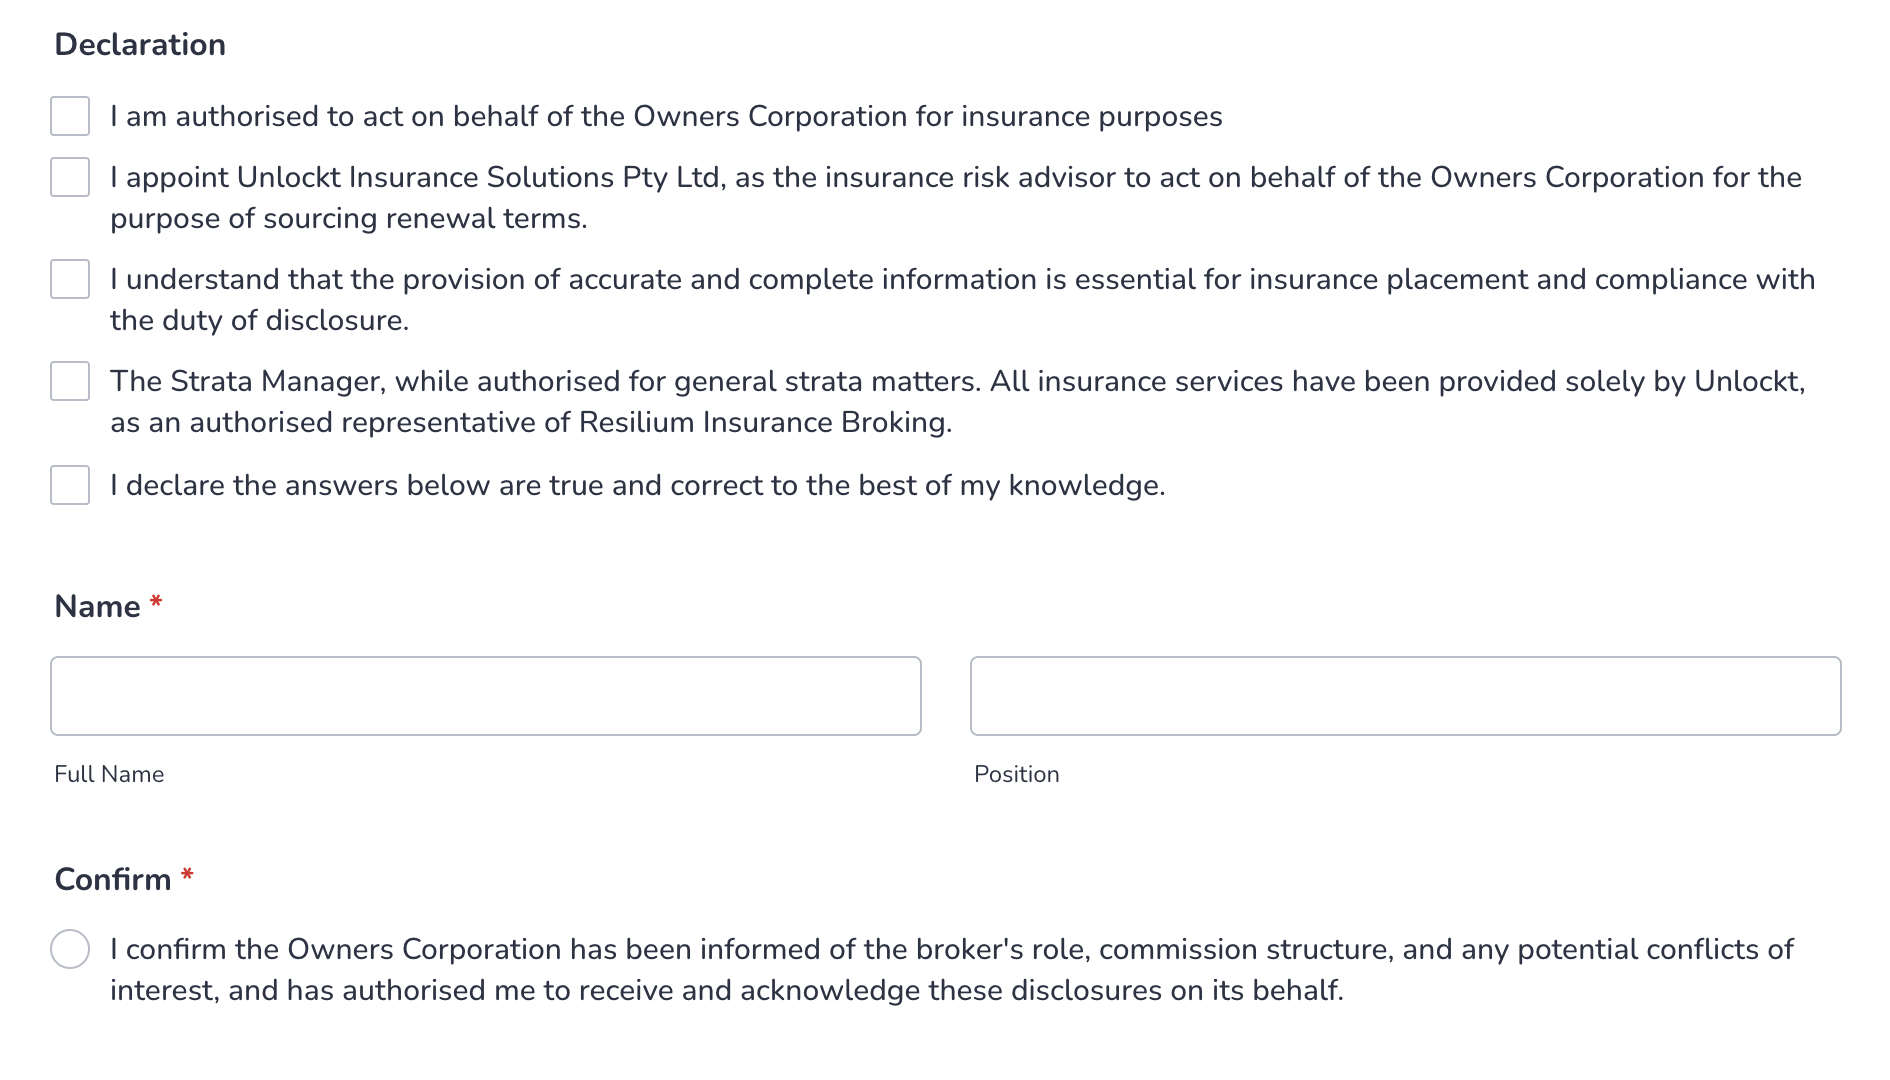 Declaration
I am authorised to act on behalf of the Owners Corporation for insurance purposes
I appoint Unlockt Insurance Solutions Pty Ltd, as the insurance risk advisor to act on behalf of the Owners Corporation for the
purpose of sourcing renewal terms.
I understand that the provision of accurate and complete information is essential for insurance placement and compliance with
the duty of disclosure.
The Strata Manager, while authorised for general strata matters. All insurance services have been provided solely by Unlockt,
as an authorised representative of Resilium Insurance Broking.
I declare the answers below are true and correct to the best of my knowledge.
Name *
Full Name
Position
Confirm *
I confirm the Owners Corporation has been informed of the broker's role, commission structure, and any potential conflicts of
interest, and has authorised me to receive and acknowledge these disclosures on its behalf.